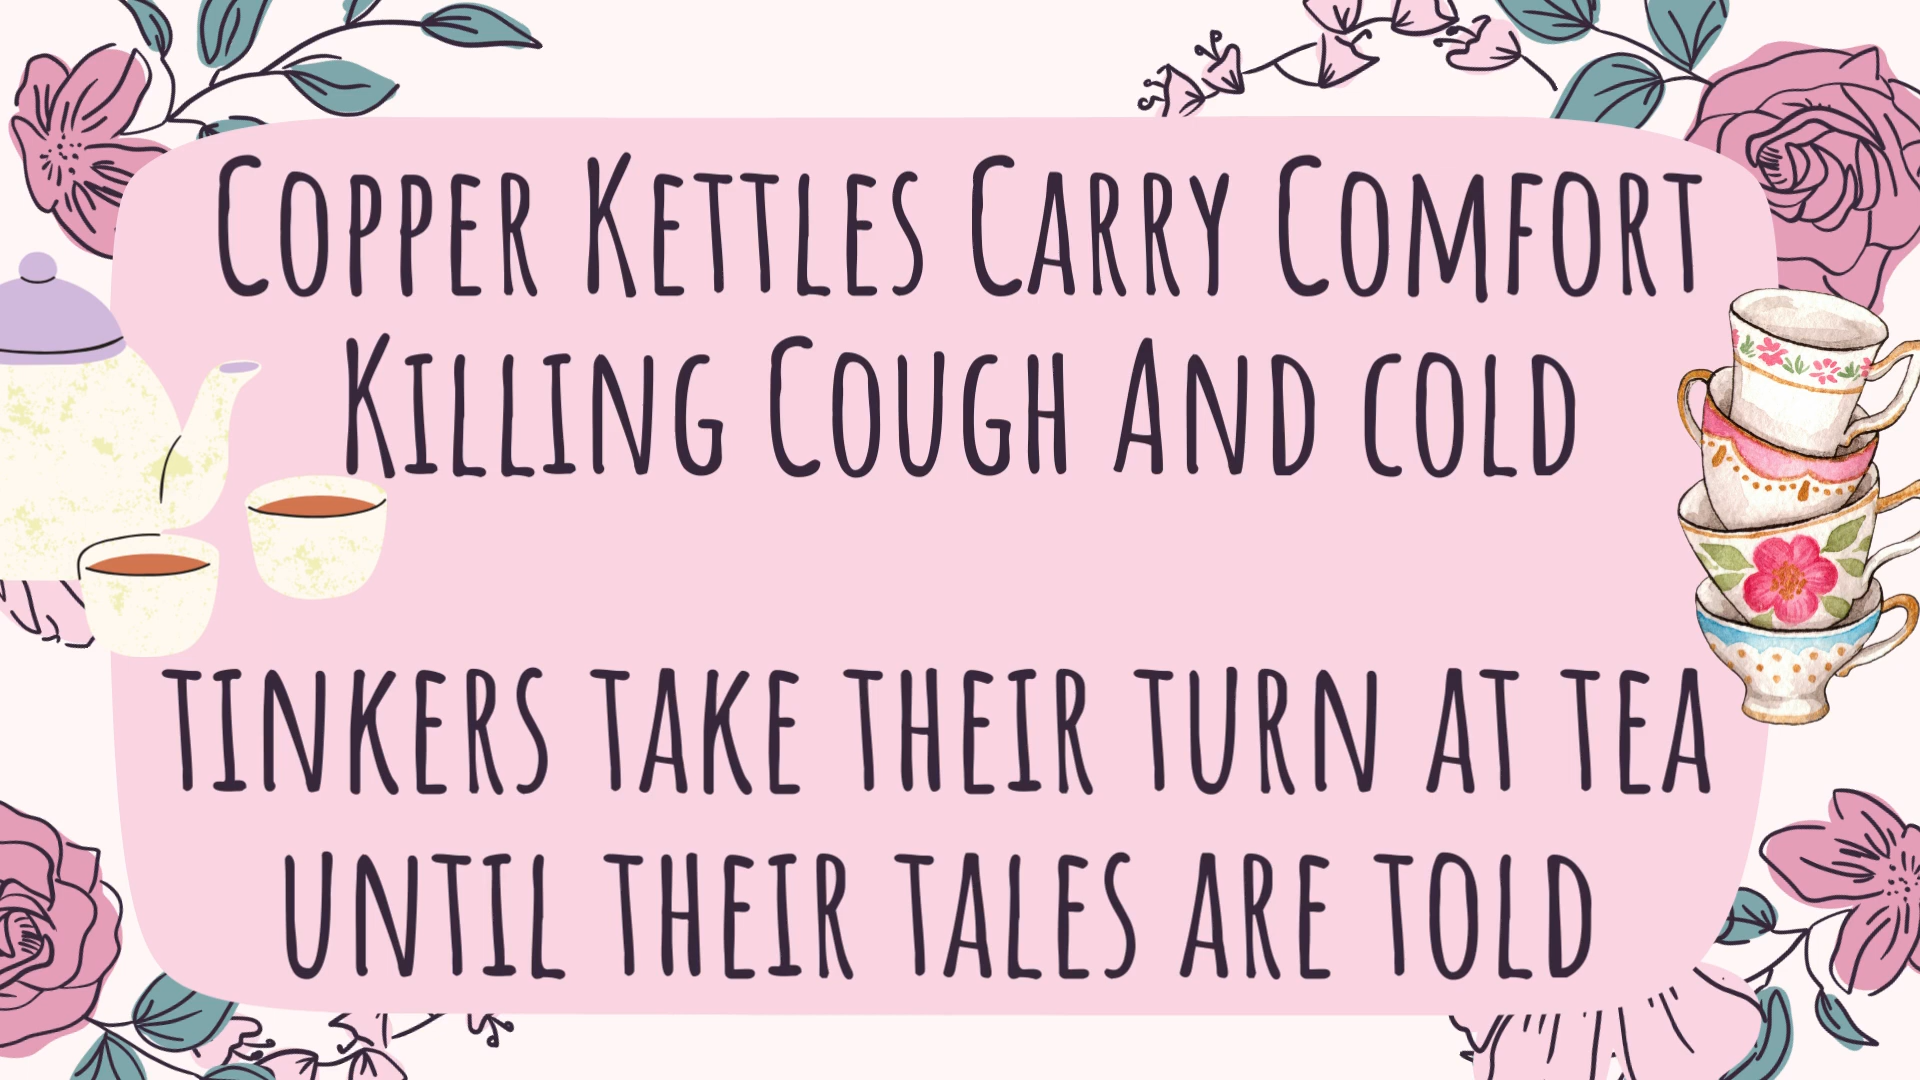 Copper Kettles Carry Comfort
Killing Cough And cold
tinkers take their turn at tea
until their tales are told